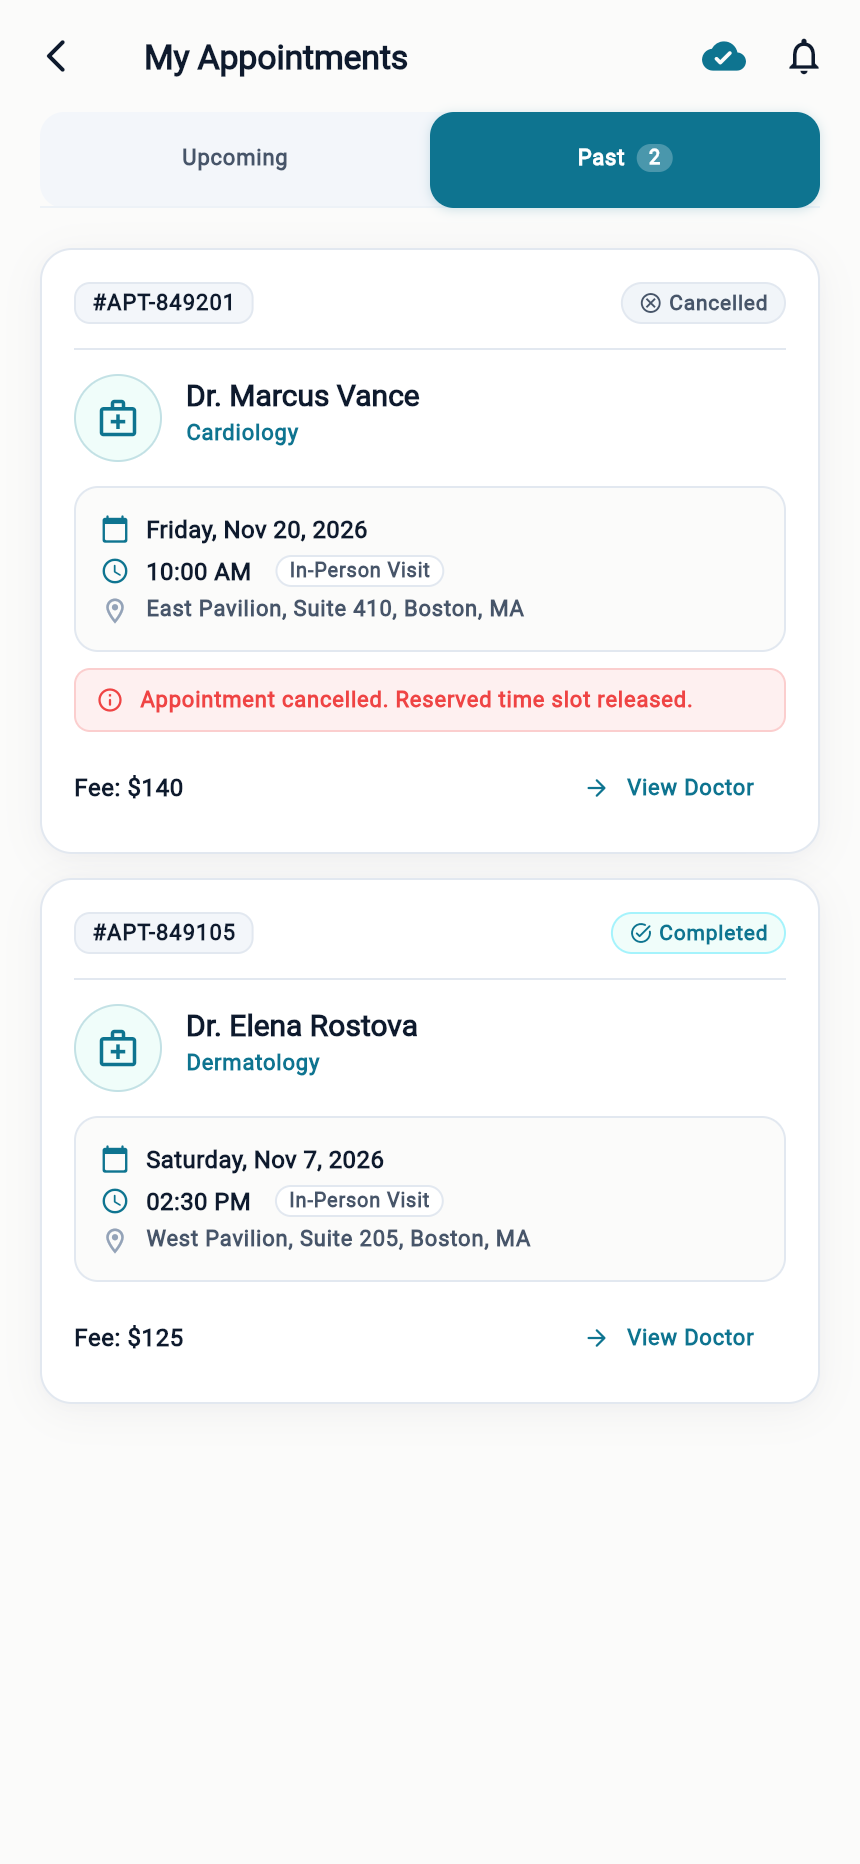 My Appointments
Upcoming
Past 2
#APT-849201
Cancelled
Dr. Marcus Vance
Cardiology
Friday, Nov 20, 2026
10:00 AM In-Person Visit
East Pavilion, Suite 410, Boston, MA
Appointment cancelled. Reserved time slot released.
Fee: $140
View Doctor
#APT-849105
Completed
Dr. Elena Rostova
Dermatology
Saturday, Nov 7, 2026
02:30 PM In-Person Visit
West Pavilion, Suite 205, Boston, MA
Fee: $125
View Doctor